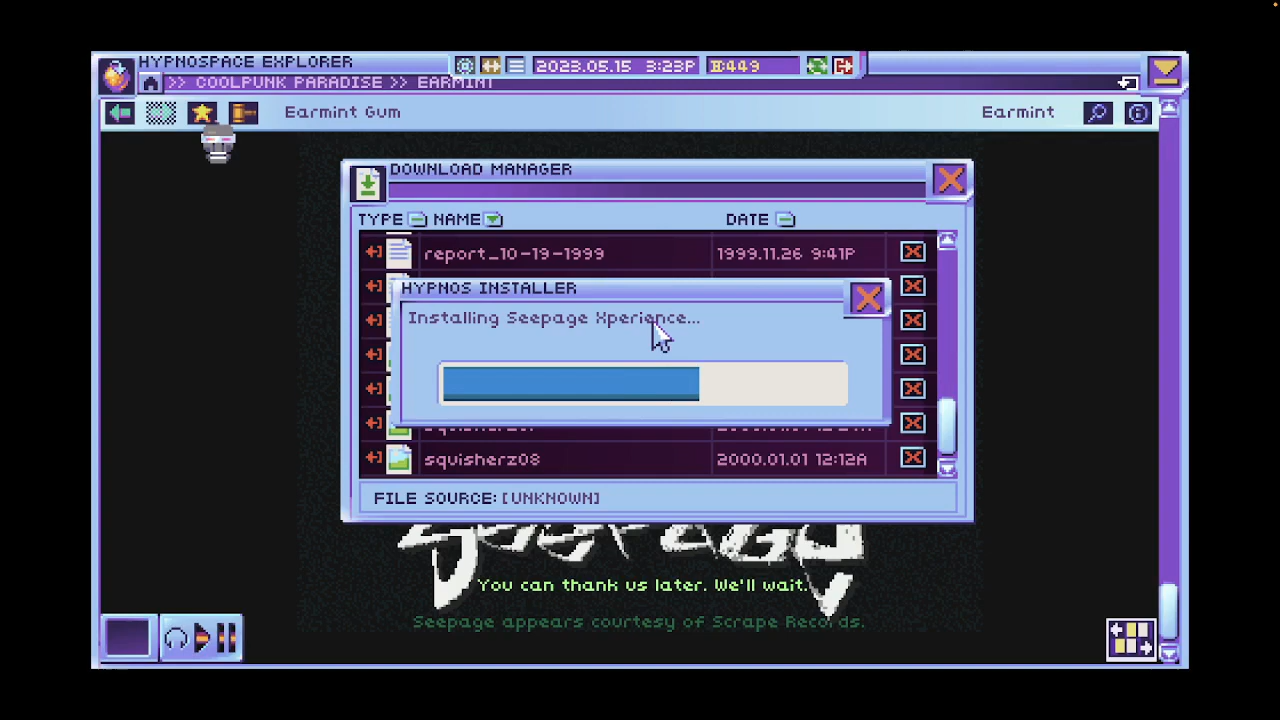 HYPNOSPACE EXPLORER
2023.05.15 3:23P
449
>> COOLPUNK PARADISE >> EARMINT
Earmint Gum
Earmint
DOWNLOAD MANAGER
TYPE NAME DATE
report_10-19-1999 1999.11.26 9:41P
HYPNOS INSTALLER
Installing Seepage Xperience...
squisherz08 2000.01.01 12:12A
FILE SOURCE: [UNKNOWN]
Seepage
You can thank us later. We'll wait.
Seepage appears courtesy of Scrape Records.